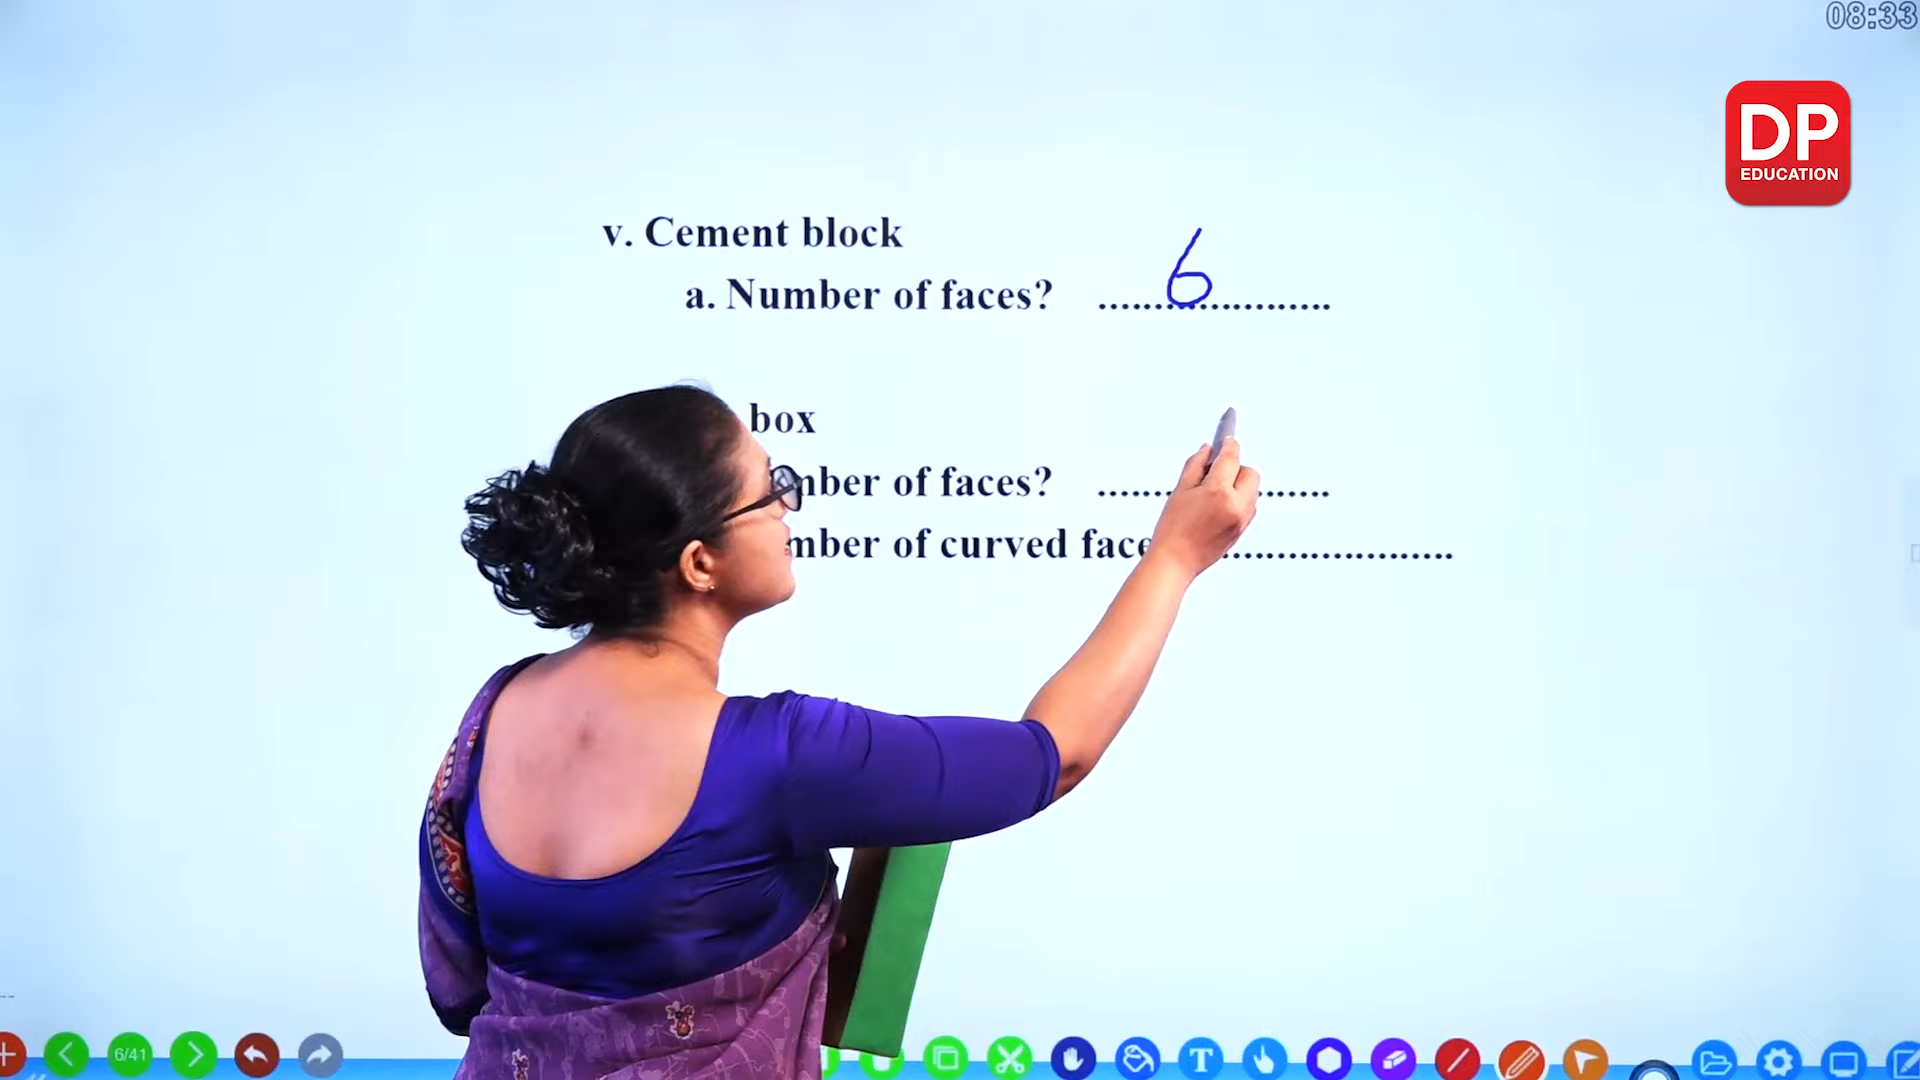 08:33
DP
EDUCATION
v. Cement block
a. Number of faces? .................... 6
box
mber of faces? ....................
mber of curved face ....................
6/41
T